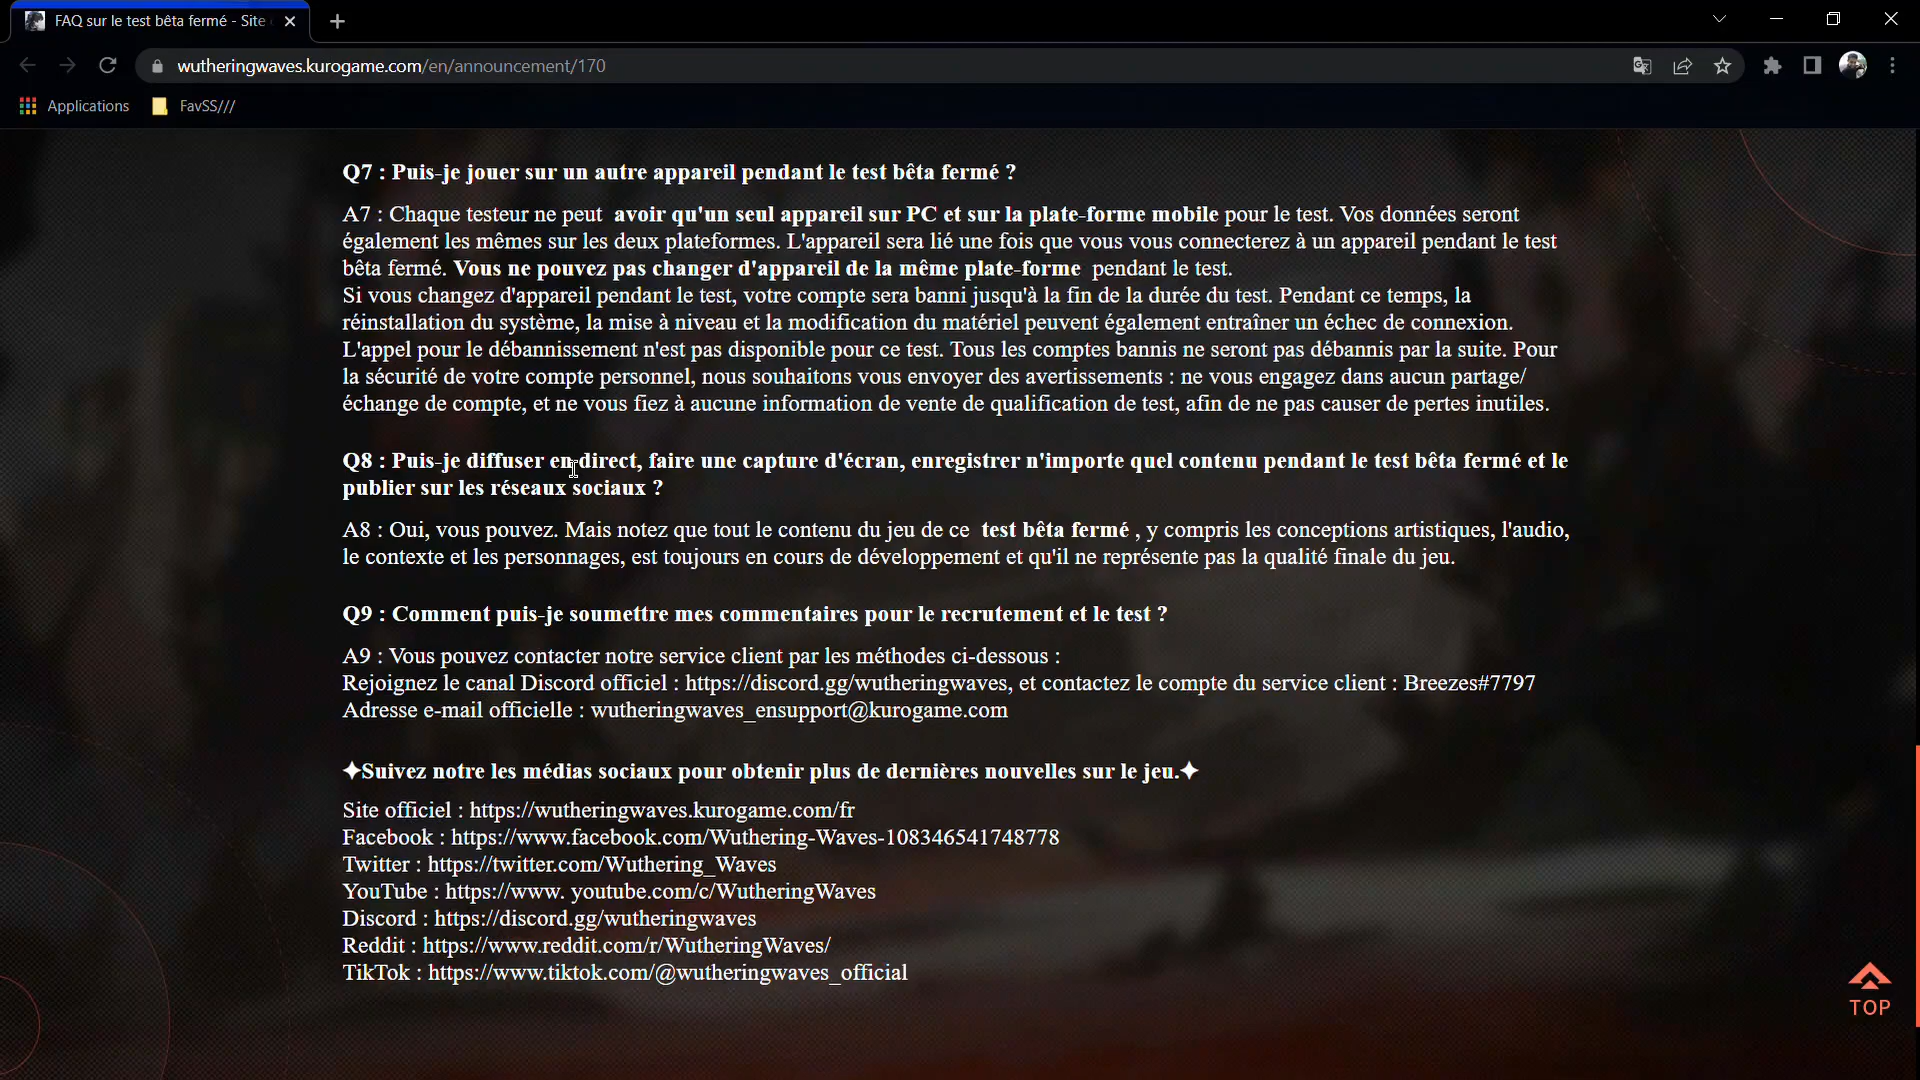 FAQ sur le test bêta fermé - Site
wutheringwaves.kurogame.com/en/announcement/170
Applications
FavSS///
Q7 : Puis-je jouer sur un autre appareil pendant le test bêta fermé ?
A7 : Chaque testeur ne peut avoir qu'un seul appareil sur PC et sur la plate-forme mobile pour le test. Vos données seront
également les mêmes sur les deux plateformes. L'appareil sera lié une fois que vous vous connecterez à un appareil pendant le test
bêta fermé. Vous ne pouvez pas changer d'appareil de la même plate-forme pendant le test.
Si vous changez d'appareil pendant le test, votre compte sera banni jusqu'à la fin de la durée du test. Pendant ce temps, la
réinstallation du système, la mise à niveau et la modification du matériel peuvent également entraîner un échec de connexion.
L'appel pour le débannissement n'est pas disponible pour ce test. Tous les comptes bannis ne seront pas débannis par la suite. Pour
la sécurité de votre compte personnel, nous souhaitons vous envoyer des avertissements : ne vous engagez dans aucun partage/
échange de compte, et ne vous fiez à aucune information de vente de qualification de test, afin de ne pas causer de pertes inutiles.
Q8 : Puis-je diffuser en direct, faire une capture d'écran, enregistrer n'importe quel contenu pendant le test bêta fermé et le
publier sur les réseaux sociaux ?
A8 : Oui, vous pouvez. Mais notez que tout le contenu du jeu de ce test bêta fermé , y compris les conceptions artistiques, l'audio,
le contexte et les personnages, est toujours en cours de développement et qu'il ne représente pas la qualité finale du jeu.
Q9 : Comment puis-je soumettre mes commentaires pour le recrutement et le test ?
A9 : Vous pouvez contacter notre service client par les méthodes ci-dessous :
Rejoignez le canal Discord officiel : https://discord.gg/wutheringwaves, et contactez le compte du service client : Breezes#7797
Adresse e-mail officielle : wutheringwaves_ensupport@kurogame.com
✦Suivez notre les médias sociaux pour obtenir plus de dernières nouvelles sur le jeu.✦
Site officiel : https://wutheringwaves.kurogame.com/fr
Facebook : https://www.facebook.com/Wuthering-Waves-108346541748778
Twitter : https://twitter.com/Wuthering_Waves
YouTube : https://www. youtube.com/c/WutheringWaves
Discord : https://discord.gg/wutheringwaves
Reddit : https://www.reddit.com/r/WutheringWaves/
TikTok : https://www.tiktok.com/@wutheringwaves_official
TOP